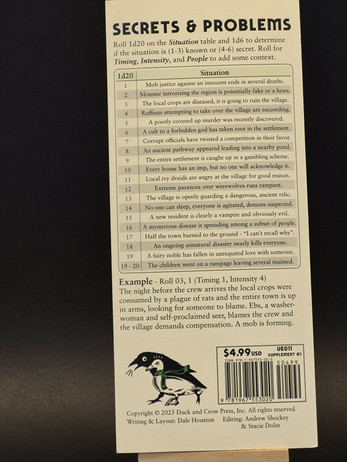 SECRETS & PROBLEMS
Roll 1d20 on the Situation table and 1d6 to determine
if the situation is (1-3) known or (4-6) secret. Roll for
Timing, Intensity, and People to add some context.
1d20 Situation
1 Mob justice against an innocent ends in several deaths.
2 Monster terrorizing the region is potentially fake or a hoax.
3 The local crops are diseased, it is going to ruin the village.
4 Ruffians attempting to take over the village are succeeding.
5 A poorly covered up murder was recently discovered.
6 A cult to a forbidden god has taken root in the settlement.
7 Corrupt officials have twisted a competition in their favor.
8 An ancient pathway appeared leading into a nearby pond.
9 The entire settlement is caught up in a gambling scheme.
10 Every house has an imp, but no one will acknowledge it.
11 Local ivy druids are angry at the village for good reason.
12 Extreme paranoia over werewolves runs rampant.
13 The village is openly guarding a dangerous, ancient relic.
14 No one can sleep, everyone is agitated, demons suspected.
15 A new resident is clearly a vampire and obviously evil.
16 A mysterious disease is spreading among a subset of people.
17 Half the town burned to the ground - "I can't recall why".
18 An ongoing unnatural disaster nearly kills everyone.
19 A fairy noble has fallen in unrequited love with someone.
19 - 20 The children went on a rampage leaving several maimed.
Example - Roll 03, 1 (Timing 1, Intensity 4)
The night before the crew arrives the local crops were
consumed by a plague of rats and the entire town is up
in arms, looking for someone to blame. Ebs, a washer-
woman and self-proclaimed seer, blames the crew and
the village demands compensation. A mob is forming.
$4.99 USD
UE011
SUPPLEMENT #1
50499
9 781967 553020
Copyright © 2025 Duck and Crow Press, Inc. All rights reserved.
Writing & Layout: Dale Houston Editing: Andrew Shockey
& Stacie Dolin